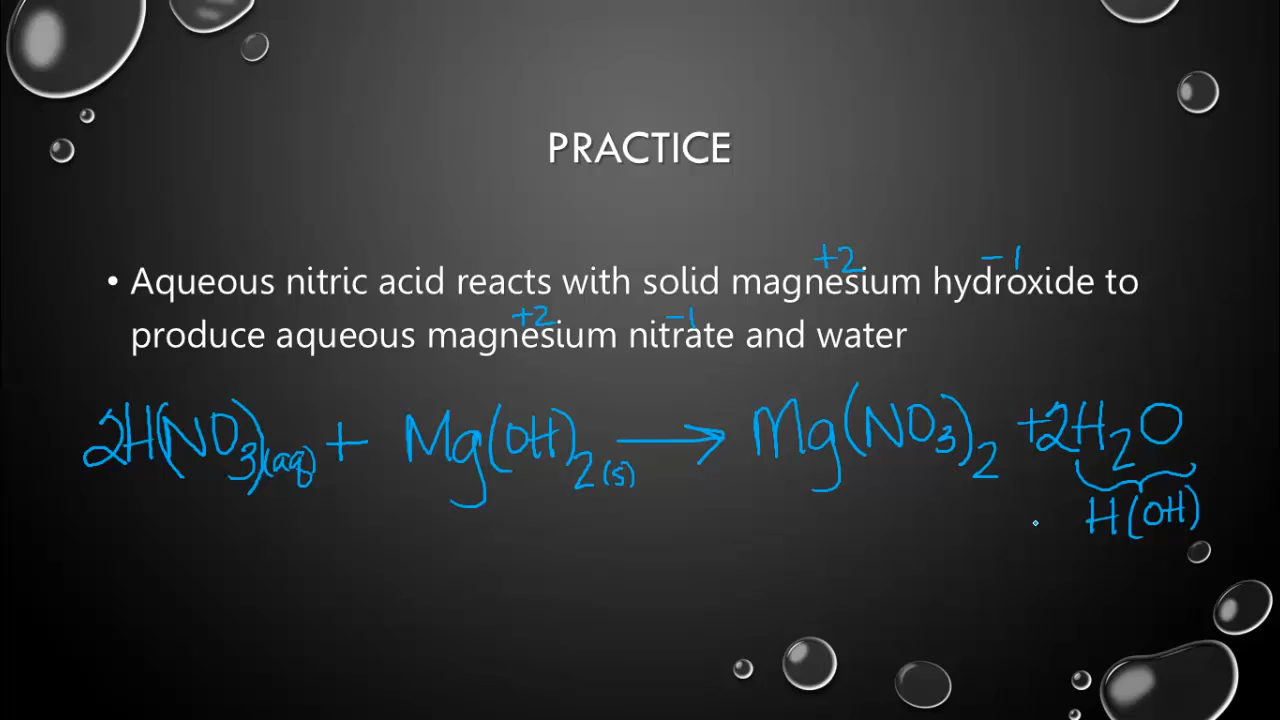 PRACTICE
+2 -1
• Aqueous nitric acid reacts with solid magnesium hydroxide to
+2 -1
produce aqueous magnesium nitrate and water
2H(NO3)(aq) + Mg(OH)2(s) → Mg(NO3)2 + 2H2O
H(OH)